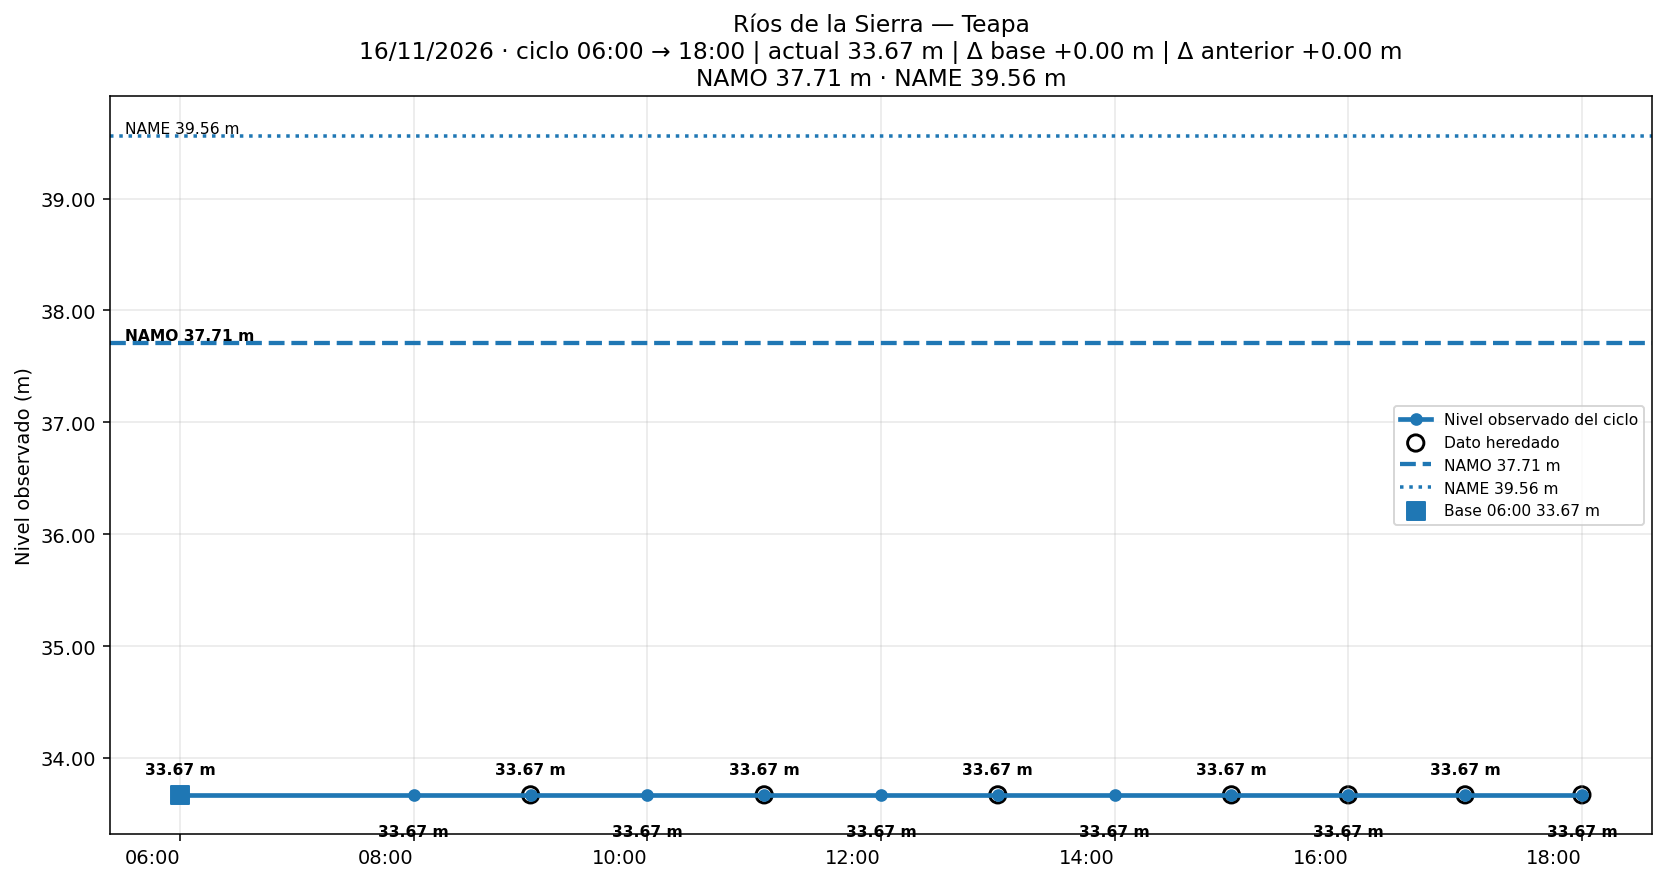 Ríos de la Sierra — Teapa
16/11/2026 · ciclo 06:00 → 18:00 | actual 33.67 m | Δ base +0.00 m | Δ anterior +0.00 m
NAMO 37.71 m · NAME 39.56 m
NAME 39.56 m
39.00
38.00
NAMO 37.71 m
37.00
36.00
35.00
34.00
Nivel observado (m)
Nivel observado del ciclo
Dato heredado
NAMO 37.71 m
NAME 39.56 m
Base 06:00 33.67 m
33.67 m 33.67 m 33.67 m 33.67 m 33.67 m 33.67 m
33.67 m 33.67 m 33.67 m 33.67 m 33.67 m 33.67 m
06:00 08:00 10:00 12:00 14:00 16:00 18:00